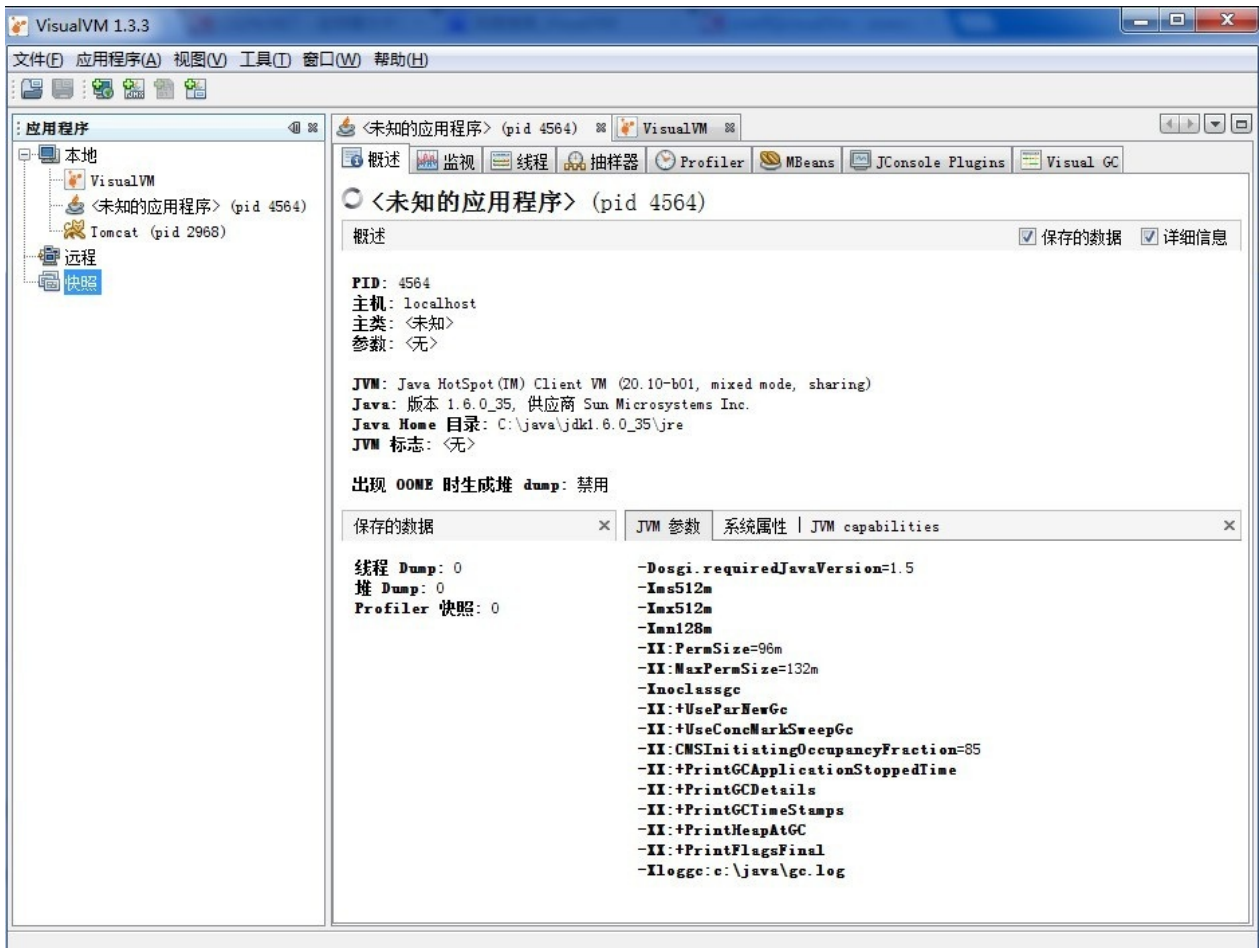 VisualVM 1.3.3
文件(F) 应用程序(A) 视图(V) 工具(T) 窗口(W) 帮助(H)
应用程序
本地
VisualVM
<未知的应用程序> (pid 4564)
Tomcat (pid 2968)
远程
快照
<未知的应用程序> (pid 4564) VisualVM
概述 监视 线程 抽样器 Profiler MBeans JConsole Plugins Visual GC
<未知的应用程序> (pid 4564)
概述 保存的数据 详细信息
PID: 4564
主机: localhost
主类: <未知>
参数: <无>
JVM: Java HotSpot(TM) Client VM (20.10-b01, mixed mode, sharing)
Java: 版本 1.6.0_35, 供应商 Sun Microsystems Inc.
Java Home 目录: C:\java\jdk1.6.0_35\jre
JVM 标志: <无>
出现 OOME 时生成堆 dump: 禁用
保存的数据
线程 Dump: 0
堆 Dump: 0
Profiler 快照: 0
JVM 参数 系统属性 JVM capabilities
-Dosgi.requiredJavaVersion=1.5
-Xms512m
-Xmx512m
-Xmn128m
-XX:PermSize=96m
-XX:MaxPermSize=132m
-Xnoclassgc
-XX:+UseParNewGc
-XX:+UseConcMarkSweepGc
-XX:CMSInitiatingOccupancyFraction=85
-XX:+PrintGCApplicationStoppedTime
-XX:+PrintGCDetails
-XX:+PrintGCTimeStamps
-XX:+PrintHeapAtGC
-XX:+PrintFlagsFinal
-Xloggc:c:\java\gc.log